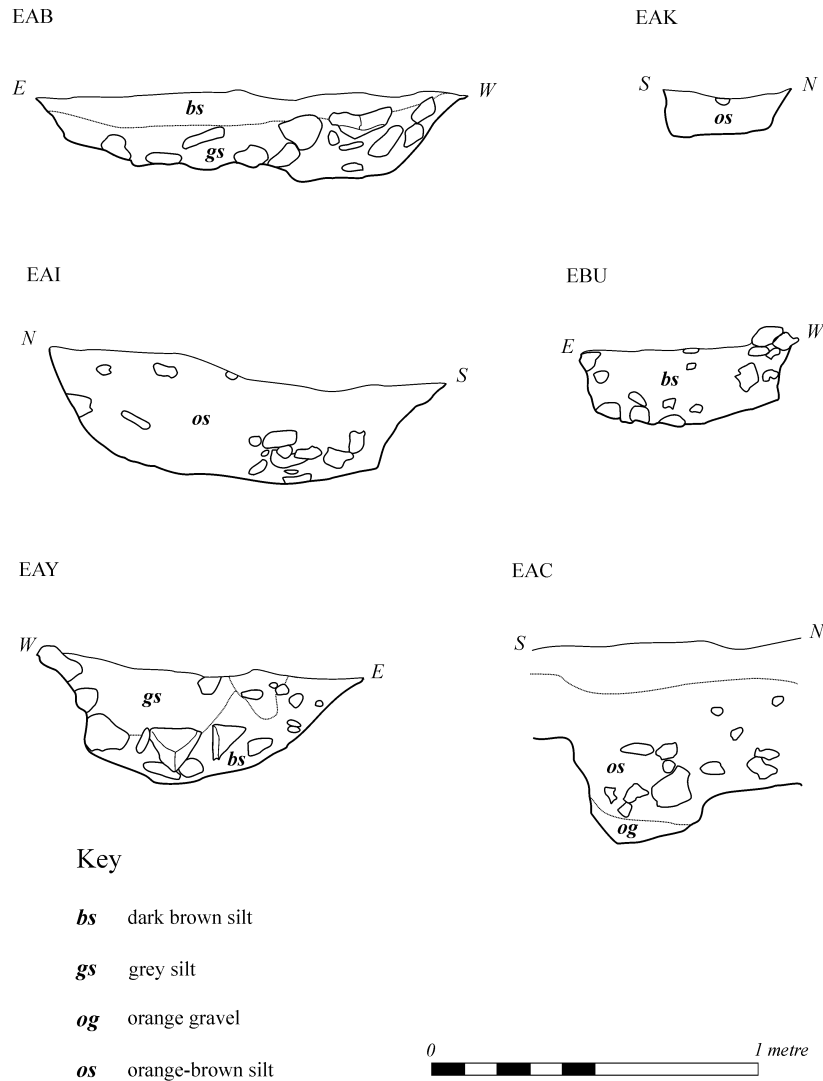 EAB
EAK
E
bs
gs
W
S
os
N
EAI
EBU
N
os
S
E
bs
W
EAY
EAC
W
gs
bs
E
S
N
os
og
Key
bs dark brown silt
gs grey silt
og orange gravel
os orange-brown silt
0 1 metre